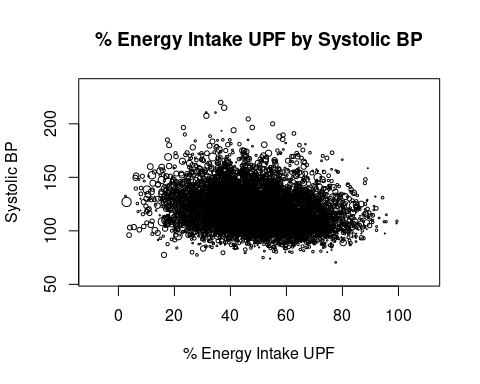 % Energy Intake UPF by Systolic BP
Systolic BP
200
150
100
50
0 20 40 60 80 100
% Energy Intake UPF